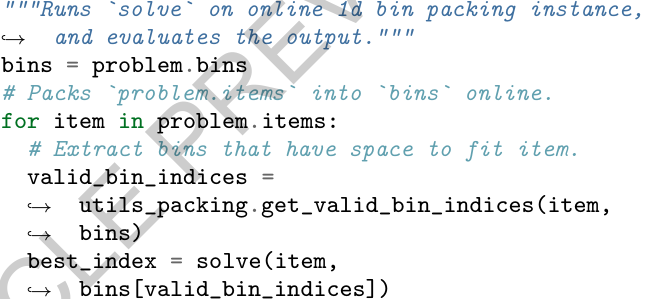 """Runs `solve` on online 1d bin packing instance,
↪ and evaluates the output."""
bins = problem.bins
# Packs `problem.items` into `bins` online.
for item in problem.items:
# Extract bins that have space to fit item.
valid_bin_indices =
↪ utils_packing.get_valid_bin_indices(item,
↪ bins)
best_index = solve(item,
↪ bins[valid_bin_indices])